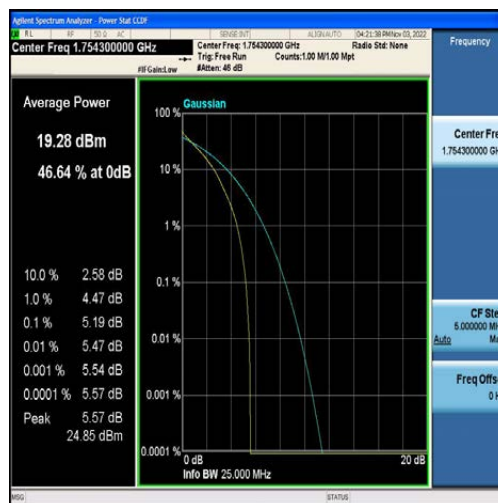 Agilent Spectrum Analyzer - Power Stat CCDF
RL RF 50 Ω AC SENSE:INT ALIGN AUTO 04:21:38 PM Nov 03, 2022
Center Freq 1.754300000 GHz
Center Freq: 1.754300000 GHz Radio Std: None
Trig: Free Run Counts:1.00 M/1.00 Mpt
#IFGain:Low #Atten: 46 dB
Frequency
Average Power
19.28 dBm
46.64 % at 0dB
10.0 % 2.58 dB
1.0 % 4.47 dB
0.1 % 5.19 dB
0.01 % 5.47 dB
0.001 % 5.54 dB
0.0001 % 5.57 dB
Peak 5.57 dB
24.85 dBm
Gaussian
100 %
10 %
1 %
0.1 %
0.01 %
0.001 %
0.0001 %
0 dB 20 dB
Info BW 25.000 MHz
Center Fre
1.754300000 GH
CF Ste
5.000000 MH
Auto Ma
Freq Offs
0 H
MSG STATUS